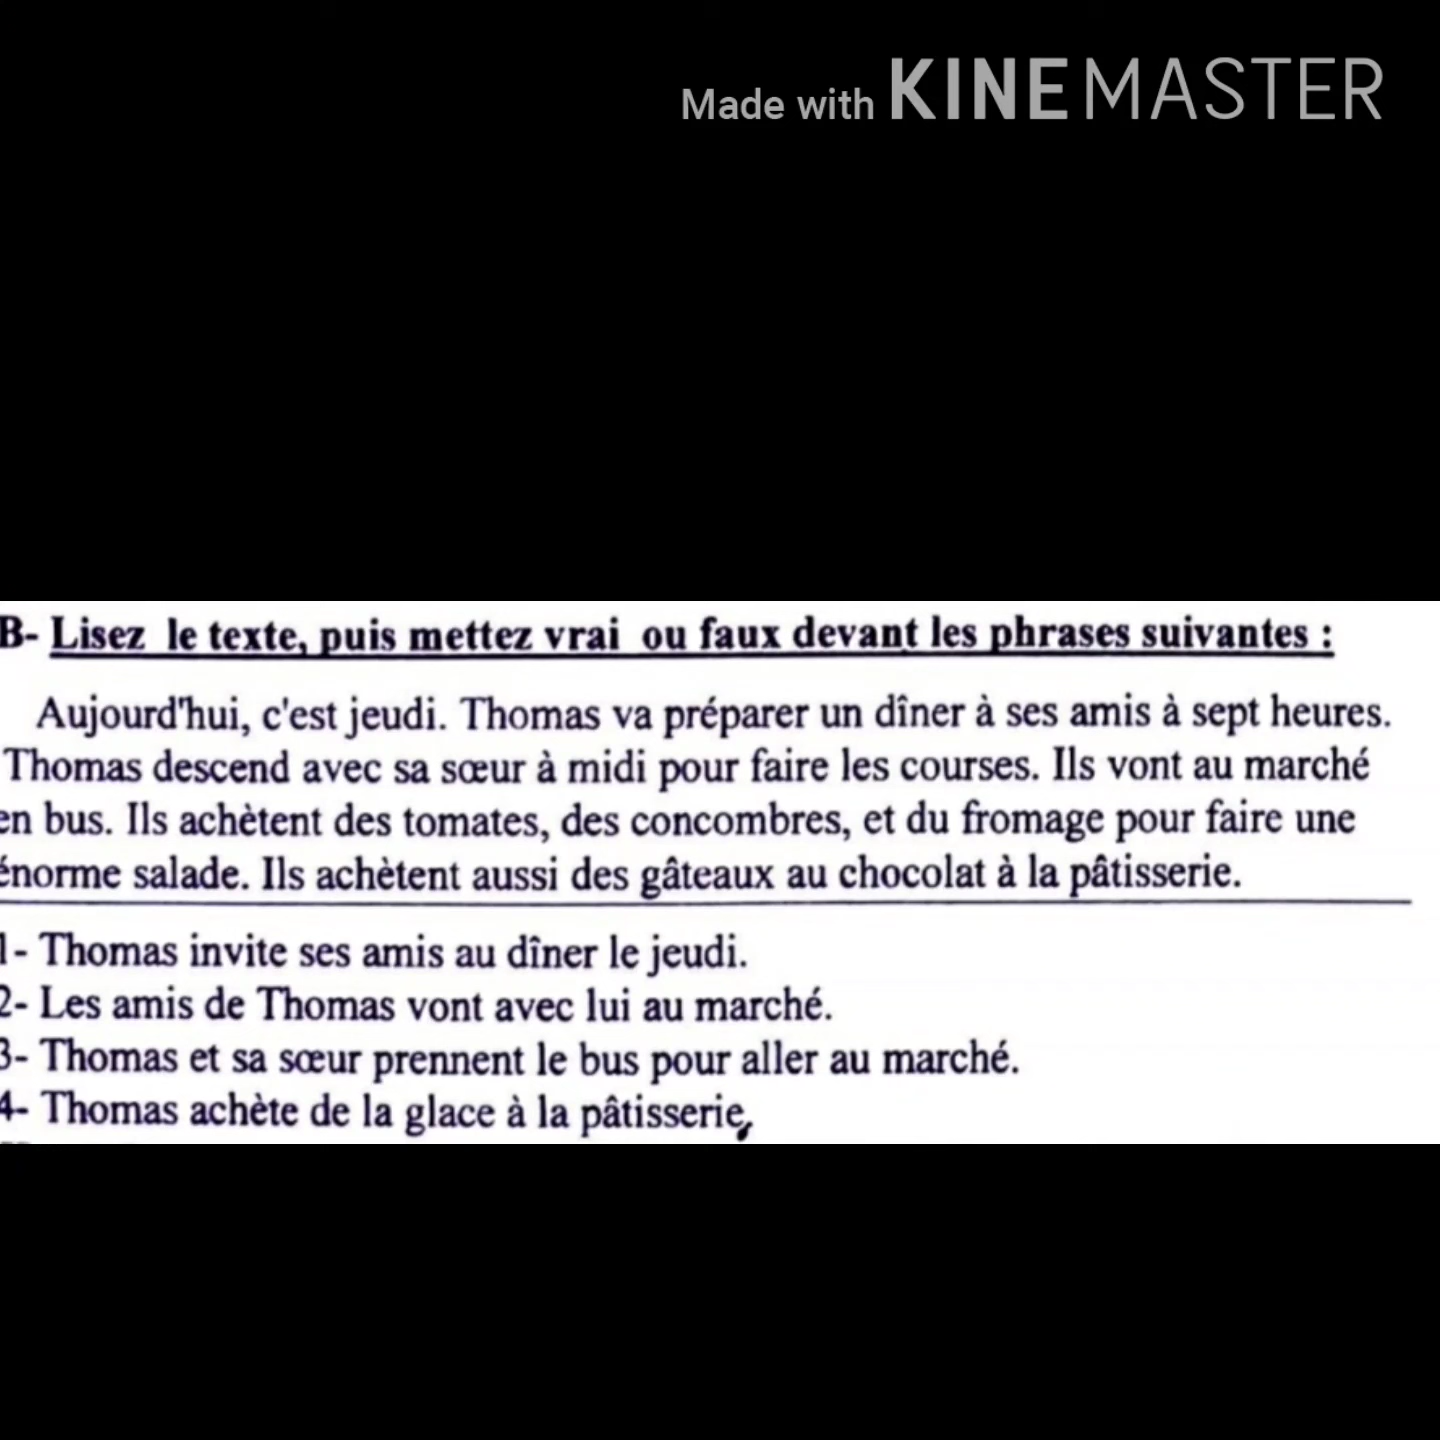 Made with KINEMASTER
B- Lisez le texte, puis mettez vrai ou faux devant les phrases suivantes :
Aujourd'hui, c'est jeudi. Thomas va préparer un dîner à ses amis à sept heures.
Thomas descend avec sa sœur à midi pour faire les courses. Ils vont au marché
en bus. Ils achètent des tomates, des concombres, et du fromage pour faire une
énorme salade. Ils achètent aussi des gâteaux au chocolat à la pâtisserie.
1- Thomas invite ses amis au dîner le jeudi.
2- Les amis de Thomas vont avec lui au marché.
3- Thomas et sa sœur prennent le bus pour aller au marché.
4- Thomas achète de la glace à la pâtisserie,